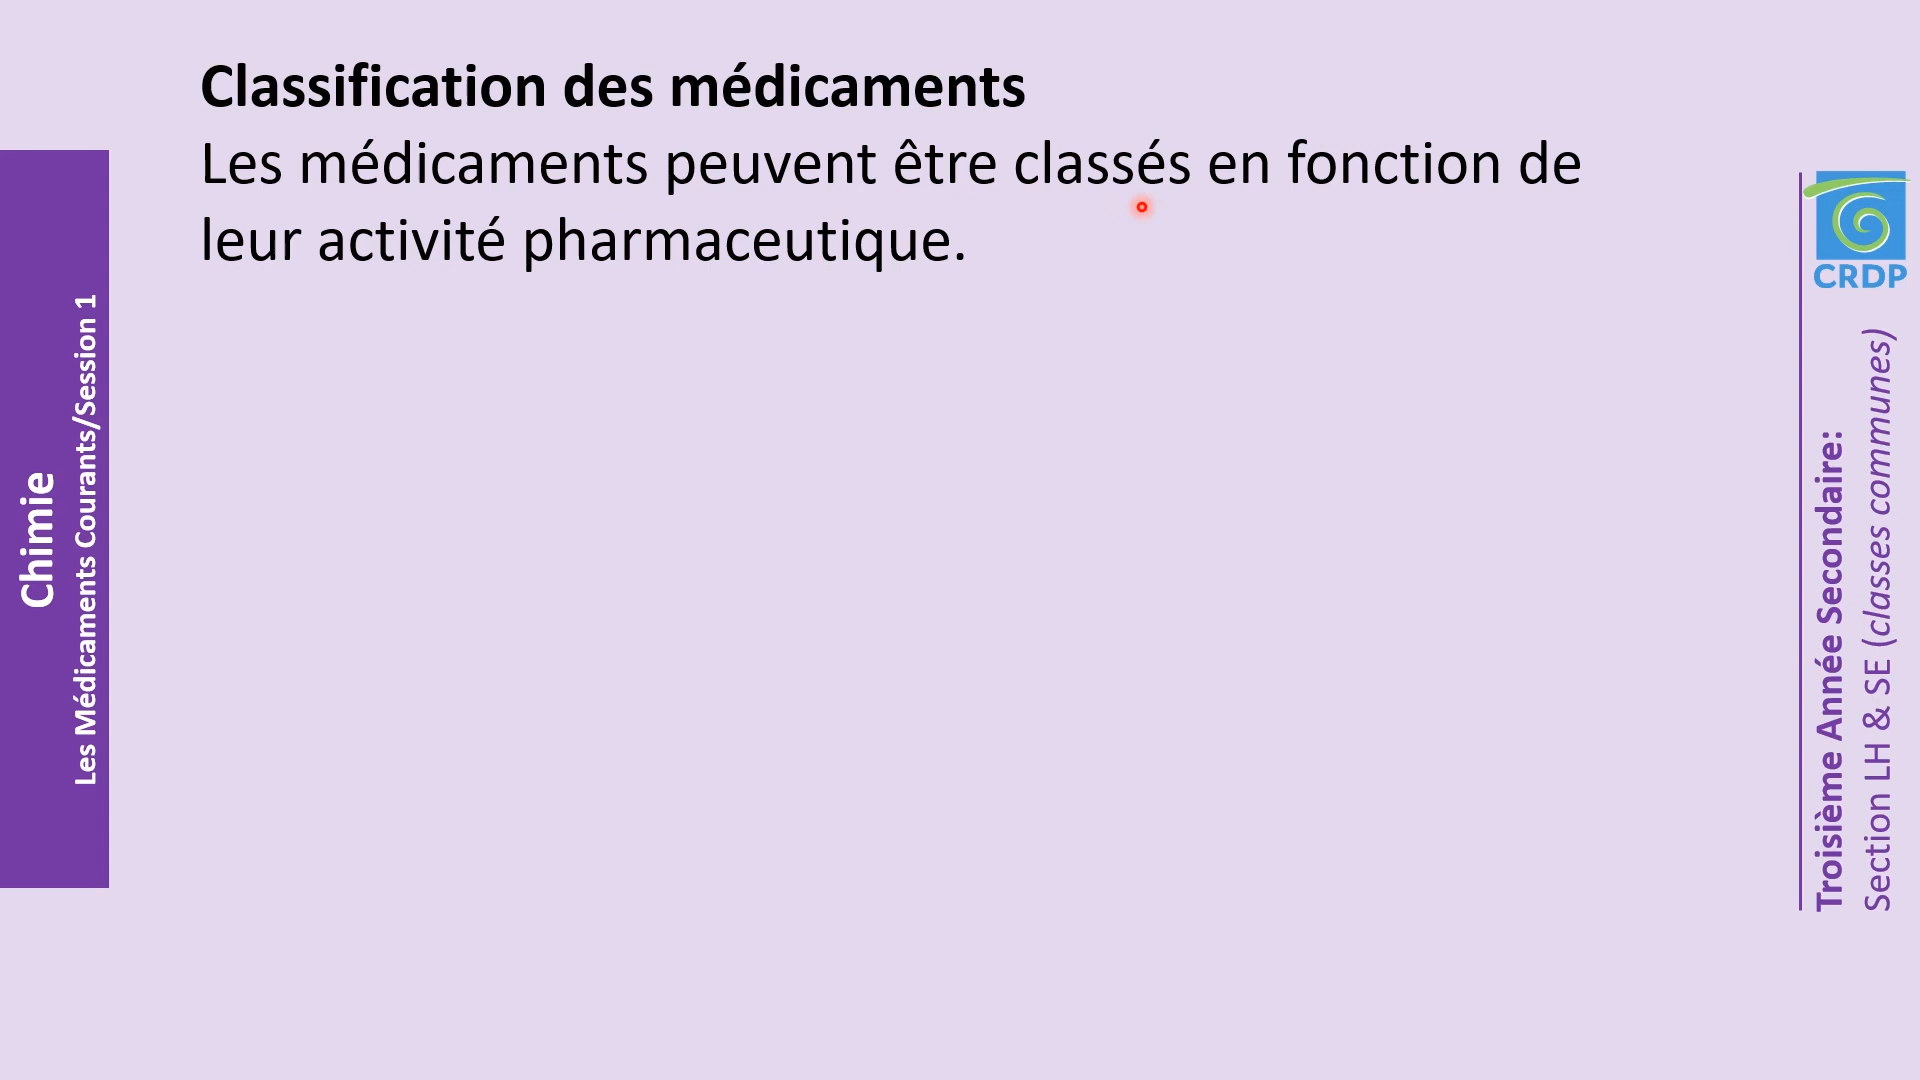 Classification des médicaments
Les médicaments peuvent être classés en fonction de
leur activité pharmaceutique.
Chimie
Les Médicaments Courants/Session 1
CRDP
Troisième Année Secondaire:
Section LH & SE (classes communes)